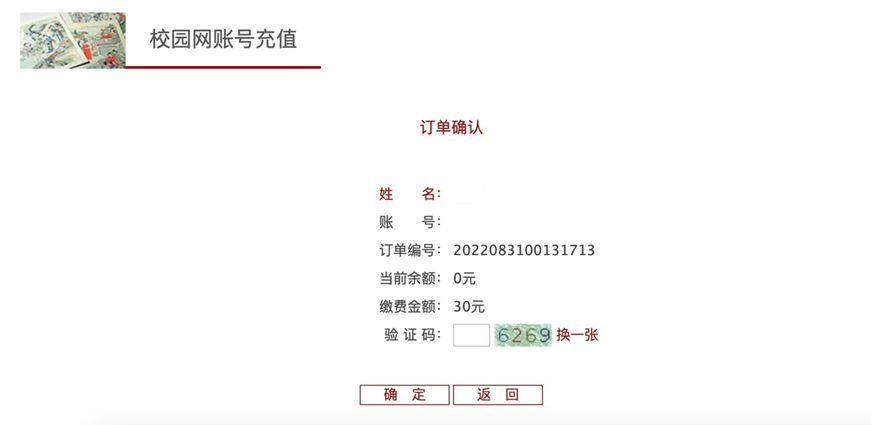 校园网账号充值
订单确认
姓 名:
账 号:
订单编号: 2022083100131713
当前余额: 0元
缴费金额: 30元
验 证 码: 6269 换一张
确 定 返 回